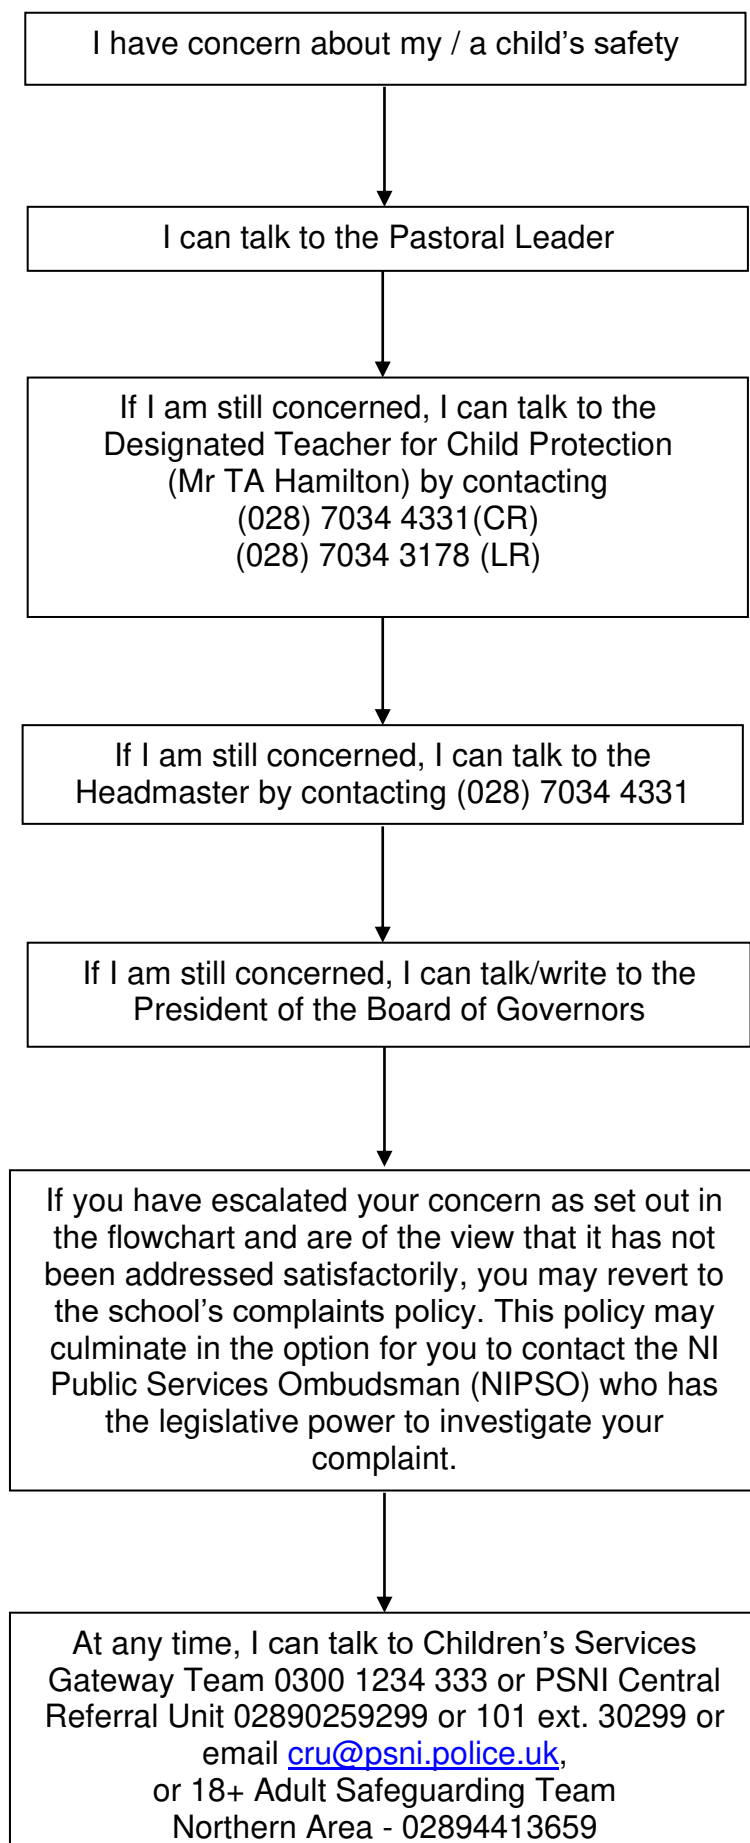 I have concern about my / a child’s safety
I can talk to the Pastoral Leader
If I am still concerned, I can talk to the
Designated Teacher for Child Protection
(Mr TA Hamilton) by contacting
(028) 7034 4331(CR)
(028) 7034 3178 (LR)
If I am still concerned, I can talk to the
Headmaster by contacting (028) 7034 4331
If I am still concerned, I can talk/write to the
President of the Board of Governors
If you have escalated your concern as set out in
the flowchart and are of the view that it has not
been addressed satisfactorily, you may revert to
the school’s complaints policy. This policy may
culminate in the option for you to contact the NI
Public Services Ombudsman (NIPSO) who has
the legislative power to investigate your
complaint.
At any time, I can talk to Children’s Services
Gateway Team 0300 1234 333 or PSNI Central
Referral Unit 02890259299 or 101 ext. 30299 or
email cru@psni.police.uk,
or 18+ Adult Safeguarding Team
Northern Area - 02894413659